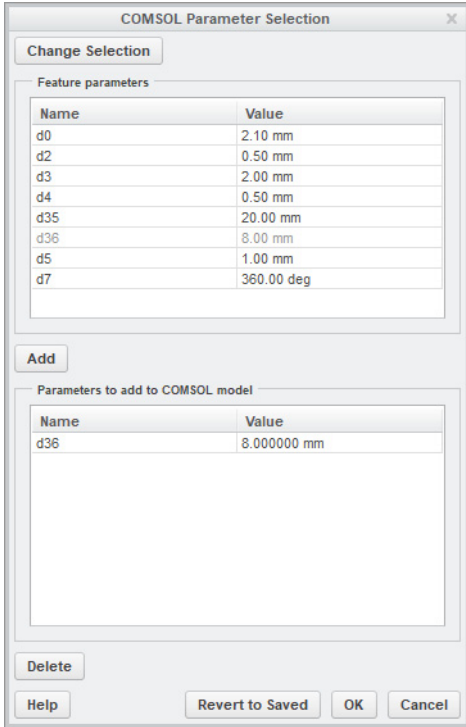 COMSOL Parameter Selection X
Change Selection
Feature parameters
Name Value
d0 2.10 mm
d2 0.50 mm
d3 2.00 mm
d4 0.50 mm
d35 20.00 mm
d36 8.00 mm
d5 1.00 mm
d7 360.00 deg
Add
Parameters to add to COMSOL model
Name Value
d36 8.000000 mm
Delete
Help Revert to Saved OK Cancel